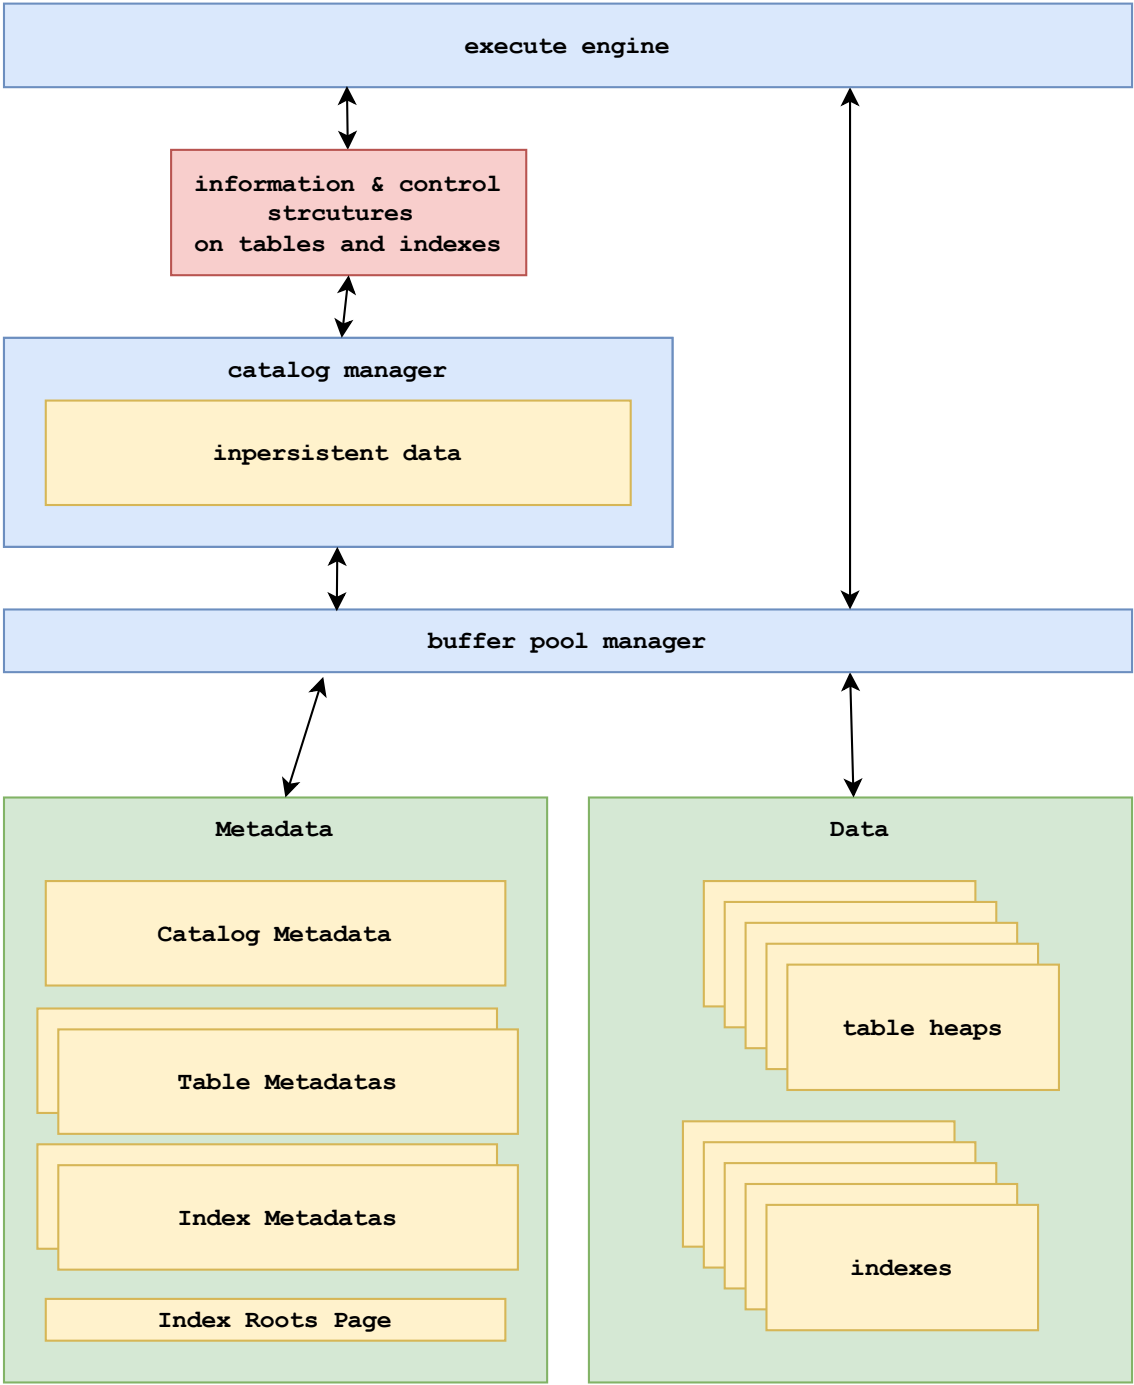 execute engine
information & control
strcutures
on tables and indexes
catalog manager
inpersistent data
buffer pool manager
Metadata
Catalog Metadata
Table Metadatas
Index Metadatas
Index Roots Page
Data
table heaps
indexes